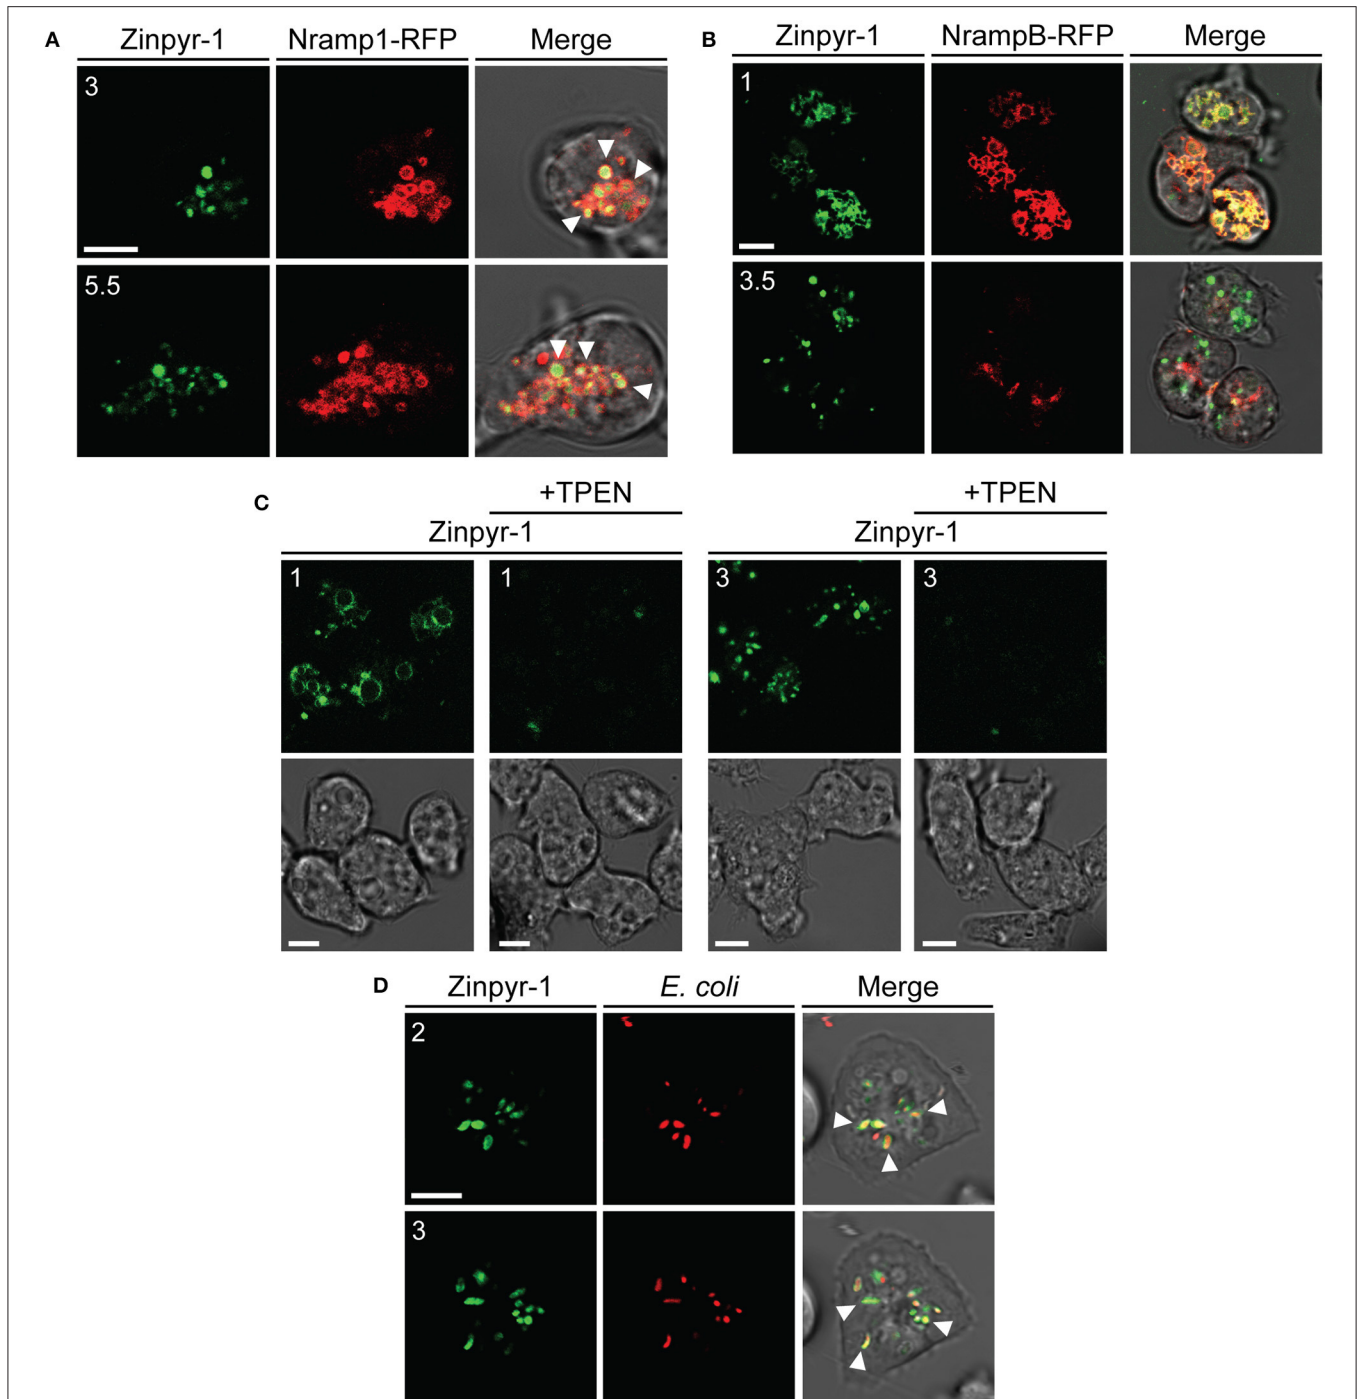 A
Zinpyr-1 Nramp1-RFP Merge
3
5.5
B
Zinpyr-1 NrampB-RFP Merge
1
3.5
C
+TPEN +TPEN
Zinpyr-1 Zinpyr-1
1 1 3 3
D
Zinpyr-1 E. coli Merge
2
3